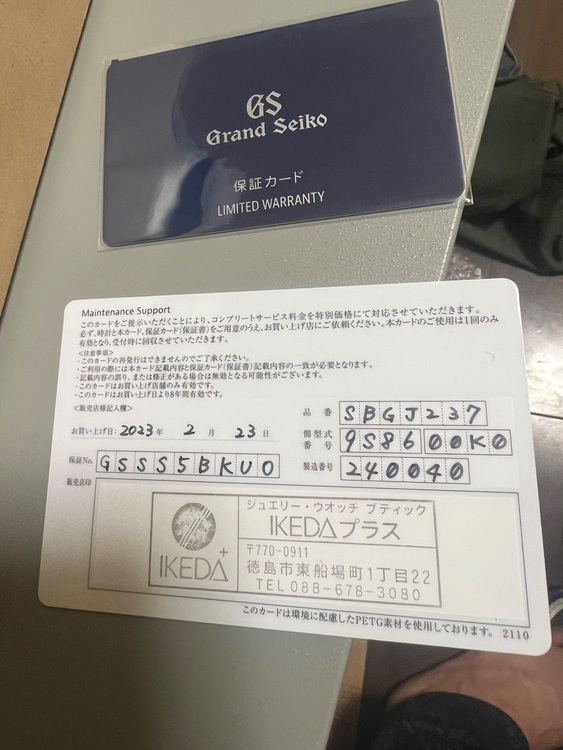 GS
Grand Seiko
保証カード
LIMITED WARRANTY
Maintenance Support
このカードをご提示いただくことにより、コンプリートサービス料金を特別価格にて対応させていただきます。
必ず、時計と本カード、保証カード(保証書)をご用意のうえ、お買い上げ店にご依頼ください。本カードのご使用は1回のみ
有効となり、受付時に回収させていただきます。
<注意事項>
・このカードの再発行はできませんのでご了承ください。
・ご利用の際には本カード記載内容と保証カード(保証書)記載内容の一致が必要となります。
・記載内容の誤り、または修正がある場合は無効となる可能性がございます。
・このカードはお買い上げ店舗のみ有効です。
・このカードはお買い上げ日より8年間有効です。
<販売店様記入欄>
お買い上げ日: 2023年 2月 23日
保証No. GSSS5BKU0
品番 SBGJ237
個型式番号 9S86 00K0
製造番号 240040
販売店印
IKEDA+
ジュエリー・ウオッチ ブティック
IKEDAプラス
〒770-0911
徳島市東船場町1丁目22
TEL 088-678-3080
このカードは環境に配慮したPETG素材を使用しております。 2110